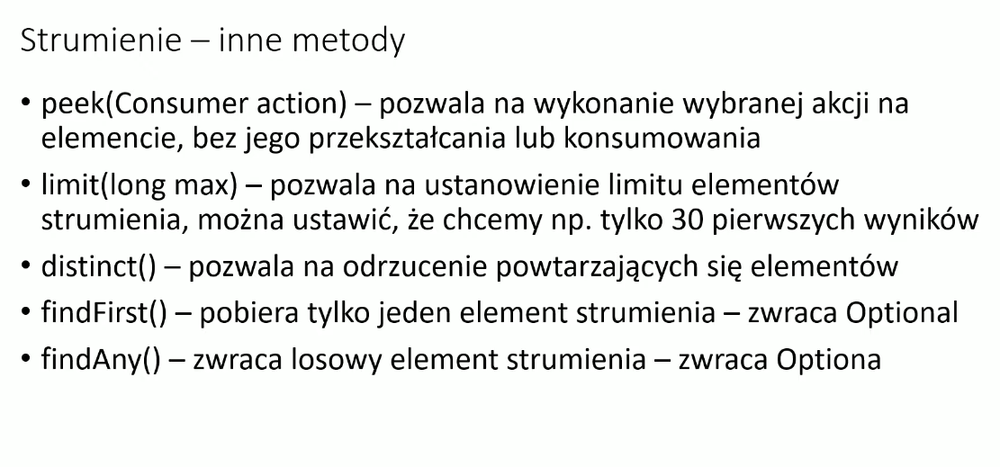 Strumienie – inne metody
• peek(Consumer action) – pozwala na wykonanie wybranej akcji na
elemencie, bez jego przekształcania lub konsumowania
• limit(long max) – pozwala na ustanowienie limitu elementów
strumienia, można ustawić, że chcemy np. tylko 30 pierwszych wyników
• distinct() – pozwala na odrzucenie powtarzających się elementów
• findFirst() – pobiera tylko jeden element strumienia – zwraca Optional
• findAny() – zwraca losowy element strumienia – zwraca Optiona